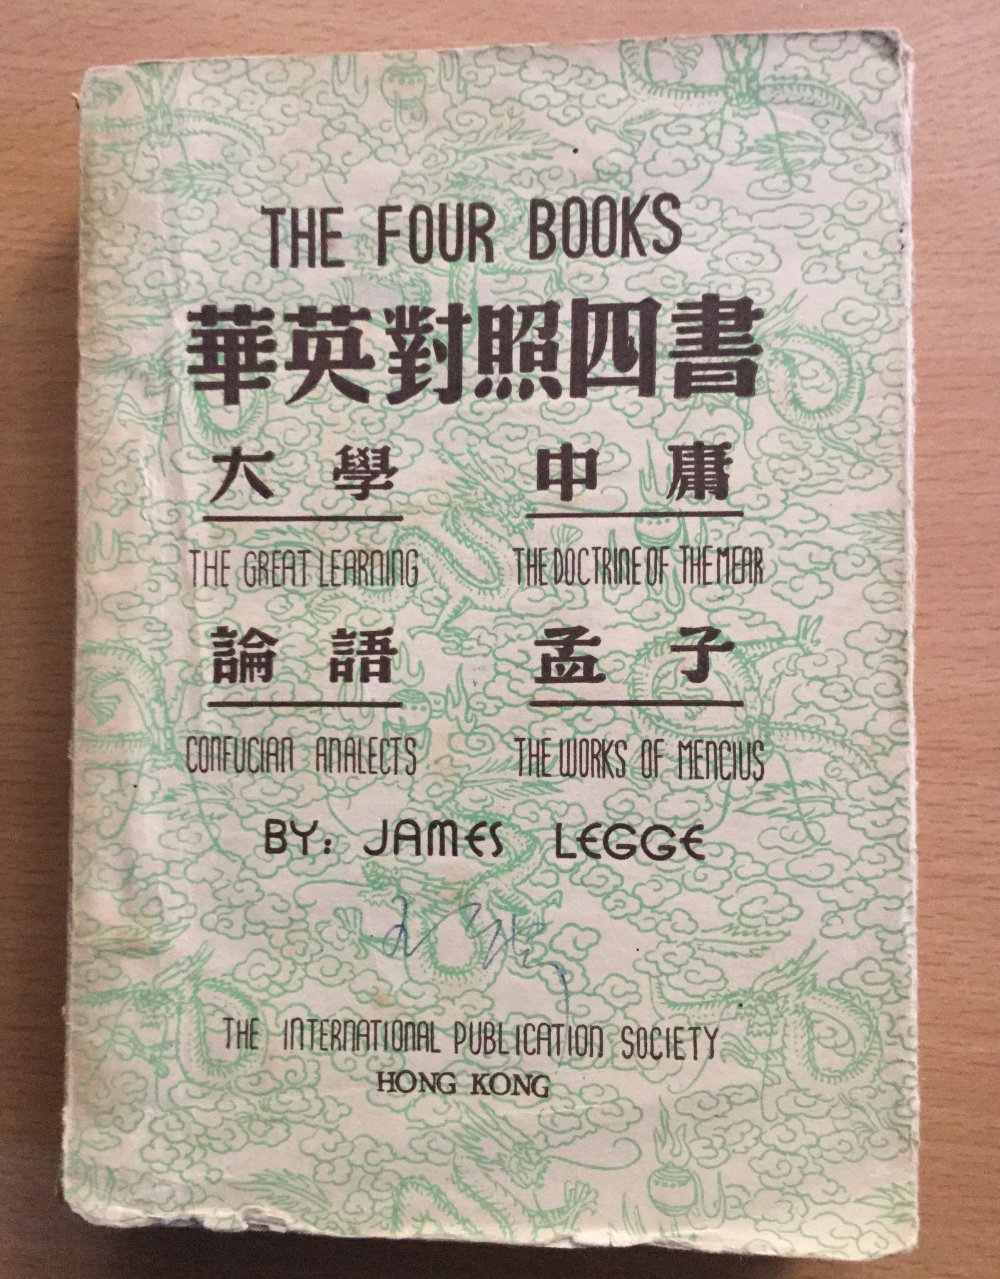 THE FOUR BOOKS
華英對照四書
大學 中庸
THE GREAT LEARNING THE DOCTRINE OF THE MEAR
論語 孟子
CONFUCIAN ANALECTS THE WORKS OF MENCIUS
BY: JAMES LEGGE
THE INTERNATIONAL PUBLICATION SOCIETY
HONG KONG